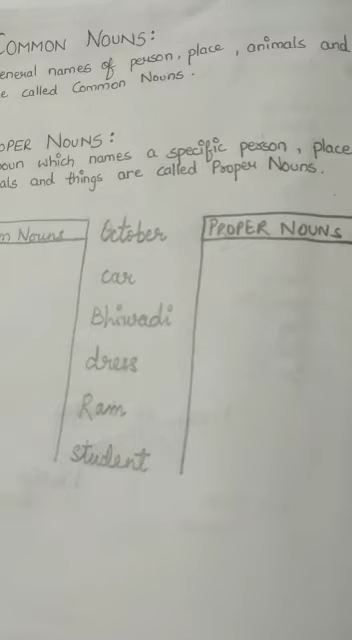 COMMON NOUNS:
eneral names of person, place, animals and
e called Common Nouns.
OPER NOUNS:
oun which names a specific person, place
als and things are called Proper Nouns.
n Nouns October PROPER NOUNS
car
Bhiwadi
dress
Ram
student